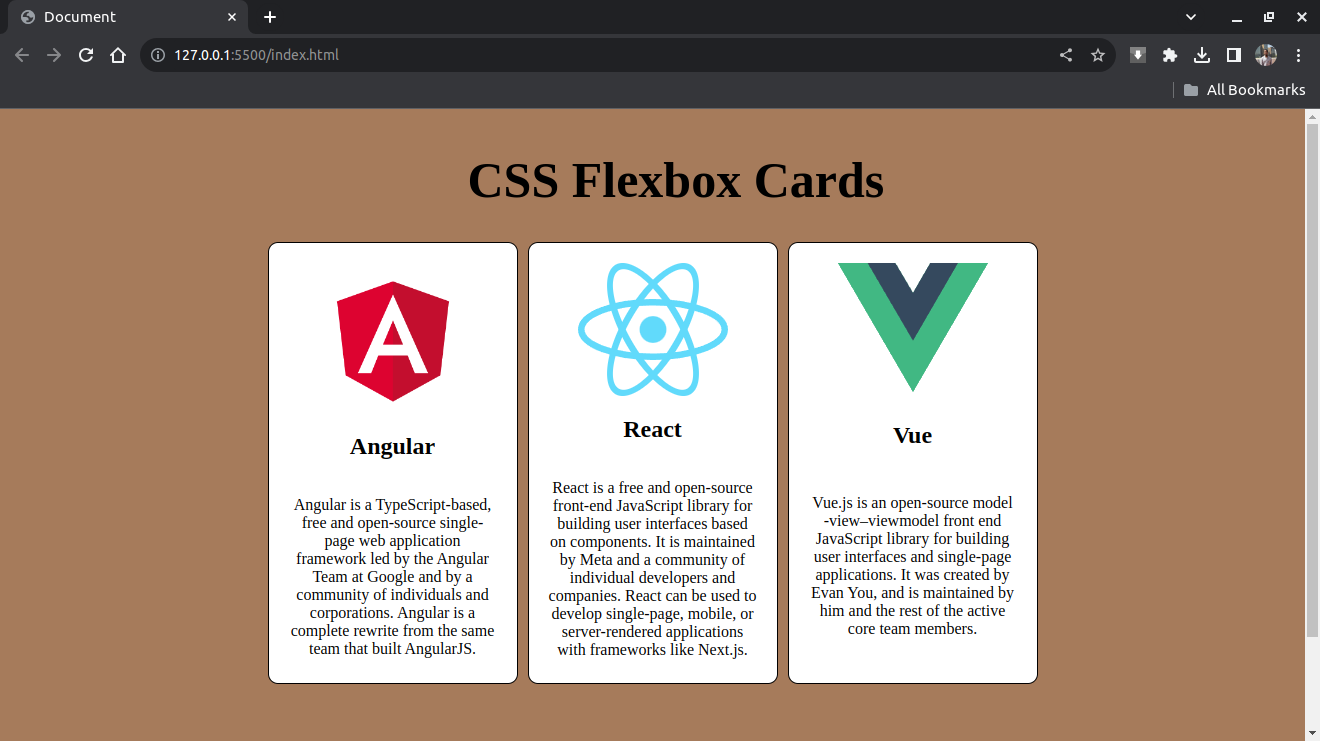 Document
127.0.0.1:5500/index.html
All Bookmarks
CSS Flexbox Cards
A
Angular
Angular is a TypeScript-based,
free and open-source single-
page web application
framework led by the Angular
Team at Google and by a
community of individuals and
corporations. Angular is a
complete rewrite from the same
team that built AngularJS.
React
React is a free and open-source
front-end JavaScript library for
building user interfaces based
on components. It is maintained
by Meta and a community of
individual developers and
companies. React can be used to
develop single-page, mobile, or
server-rendered applications
with frameworks like Next.js.
Vue
Vue.js is an open-source model
-view–viewmodel front end
JavaScript library for building
user interfaces and single-page
applications. It was created by
Evan You, and is maintained by
him and the rest of the active
core team members.